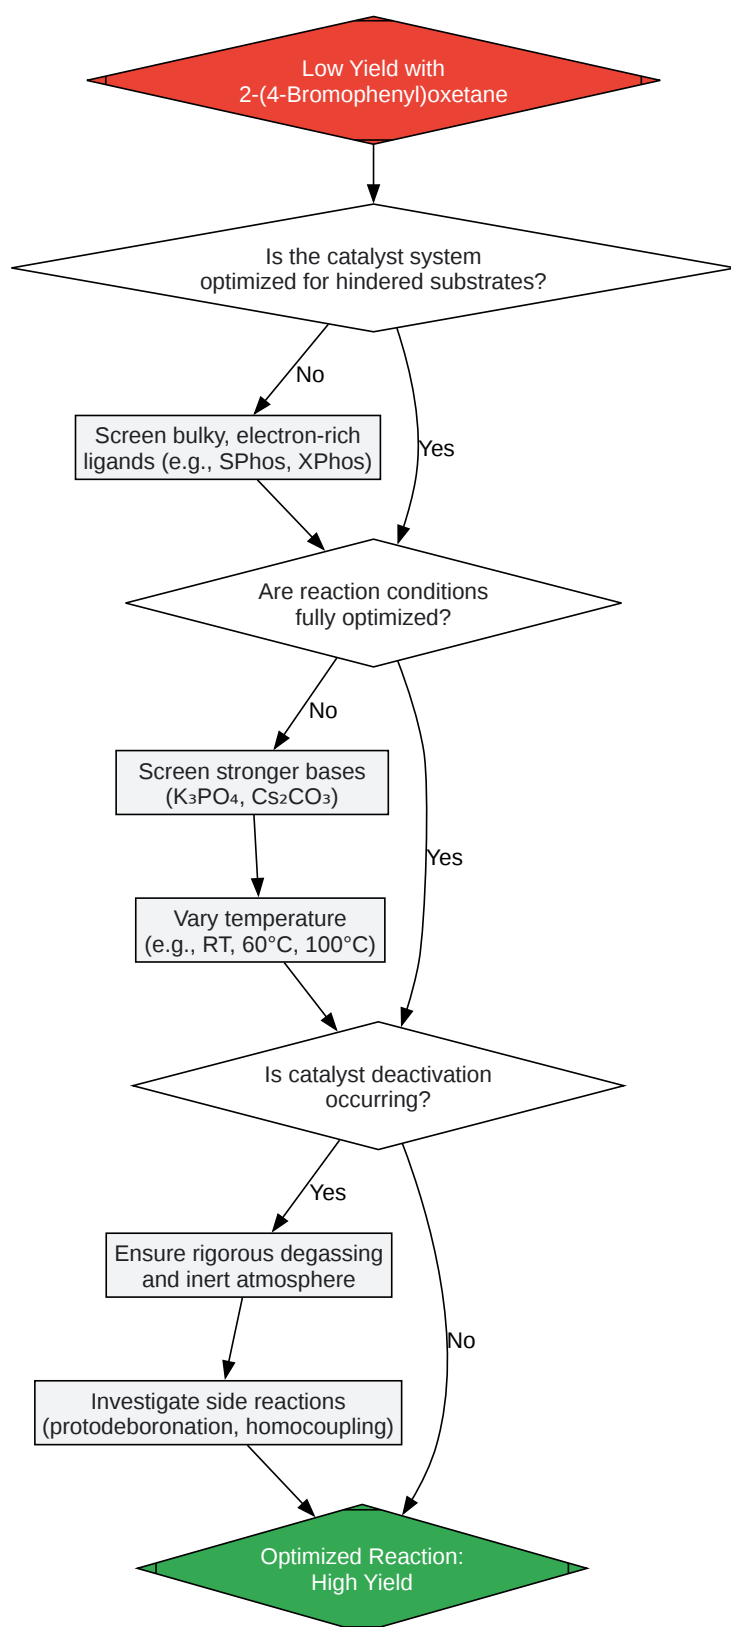 Low Yield with
2-(4-Bromophenyl)oxetane
Is the catalyst system
optimized for hindered substrates?
No
Yes
Screen bulky, electron-rich
ligands (e.g., SPhos, XPhos)
Are reaction conditions
fully optimized?
No
Yes
Screen stronger bases
(K₃PO₄, Cs₂CO₃)
Vary temperature
(e.g., RT, 60°C, 100°C)
Is catalyst deactivation
occurring?
Yes
No
Ensure rigorous degassing
and inert atmosphere
Investigate side reactions
(protodeboronation, homocoupling)
Optimized Reaction:
High Yield